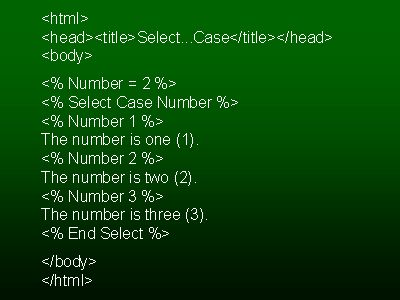 <html>
<head><title>Select...Case</title></head>
<body>
<% Number = 2 %>
<% Select Case Number %>
<% Number 1 %>
The number is one (1).
<% Number 2 %>
The number is two (2).
<% Number 3 %>
The number is three (3).
<% End Select %>
</body>
</html>